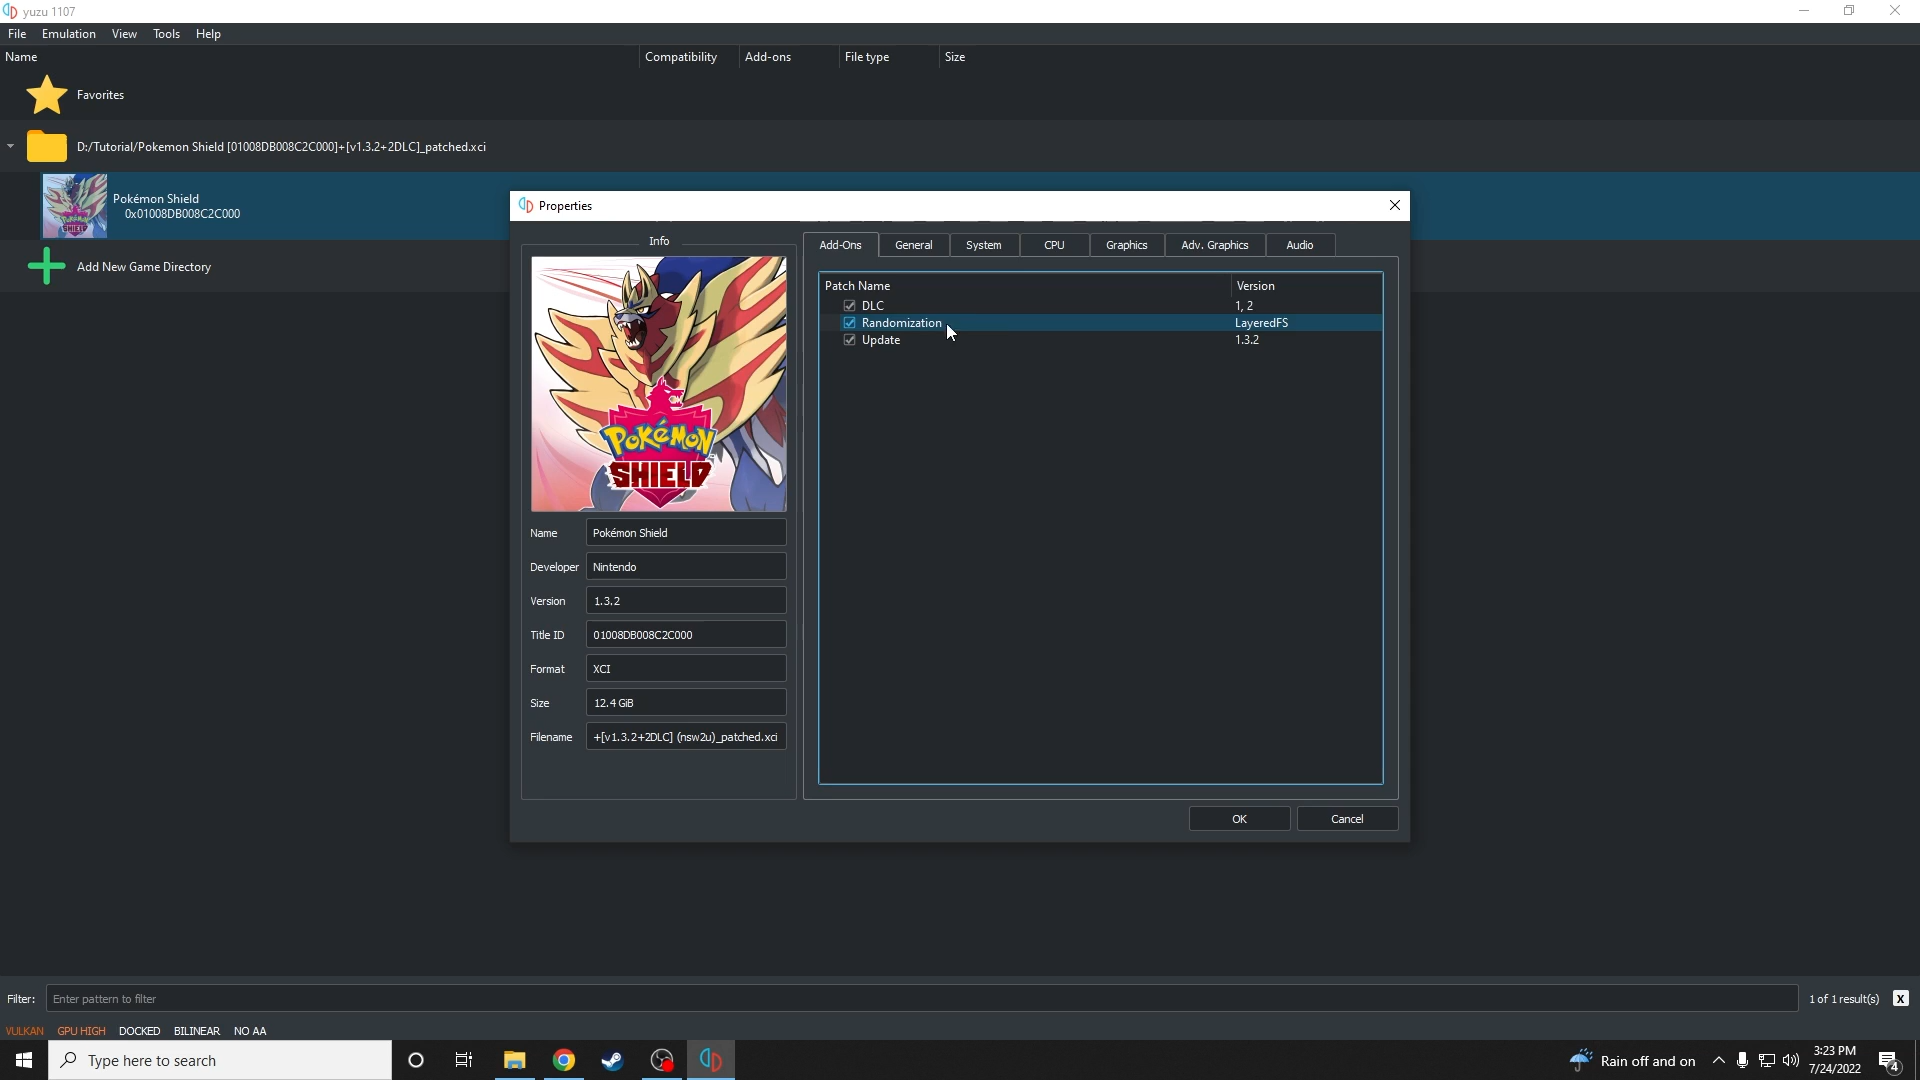 yuzu 1107
File Emulation View Tools Help
Name Compatibility Add-ons File type Size
Favorites
D:/Tutorial/Pokemon Shield [01008DB008C2C000]+[v1.3.2+2DLC]_patched.xci
Pokémon Shield
0x01008DB008C2C000
Add New Game Directory
Properties
Info
POKÉMON
SHIELD
Name Pokémon Shield
Developer Nintendo
Version 1.3.2
Title ID 01008DB008C2C000
Format XCI
Size 12.4 GiB
Filename +[v1.3.2+2DLC] (nsw2u)_patched.xci
Add-Ons General System CPU Graphics Adv. Graphics Audio
Patch Name Version
DLC 1, 2
Randomization LayeredFS
Update 1.3.2
OK Cancel
Filter: Enter pattern to filter 1 of 1 result(s) X
VULKAN GPU HIGH DOCKED BILINEAR NO AA
Type here to search
Rain off and on
3:23 PM
7/24/2022
4